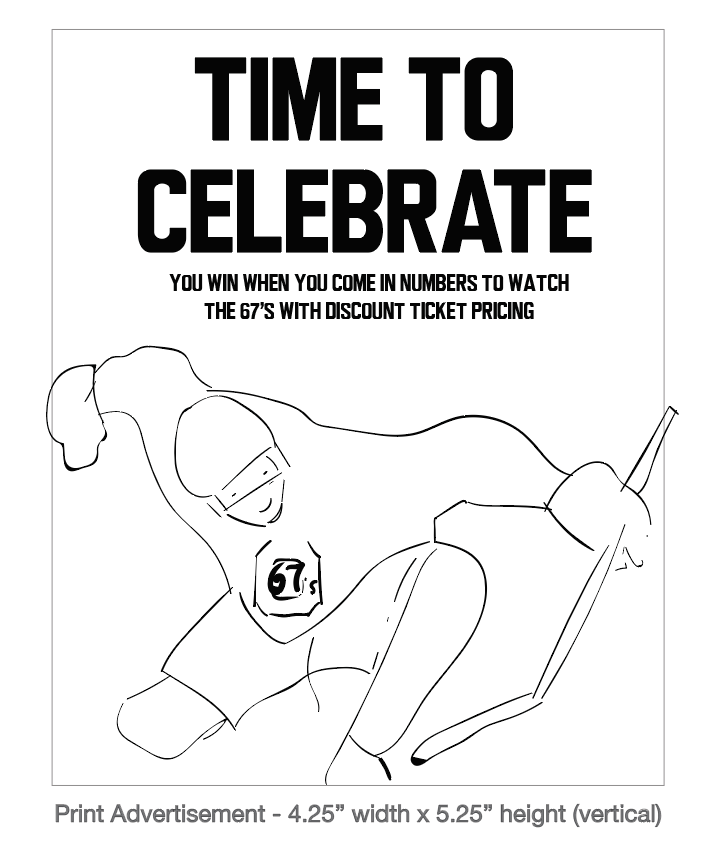 TIME TO
CELEBRATE
YOU WIN WHEN YOU COME IN NUMBERS TO WATCH
THE 67'S WITH DISCOUNT TICKET PRICING
67's
Print Advertisement - 4.25” width x 5.25” height (vertical)